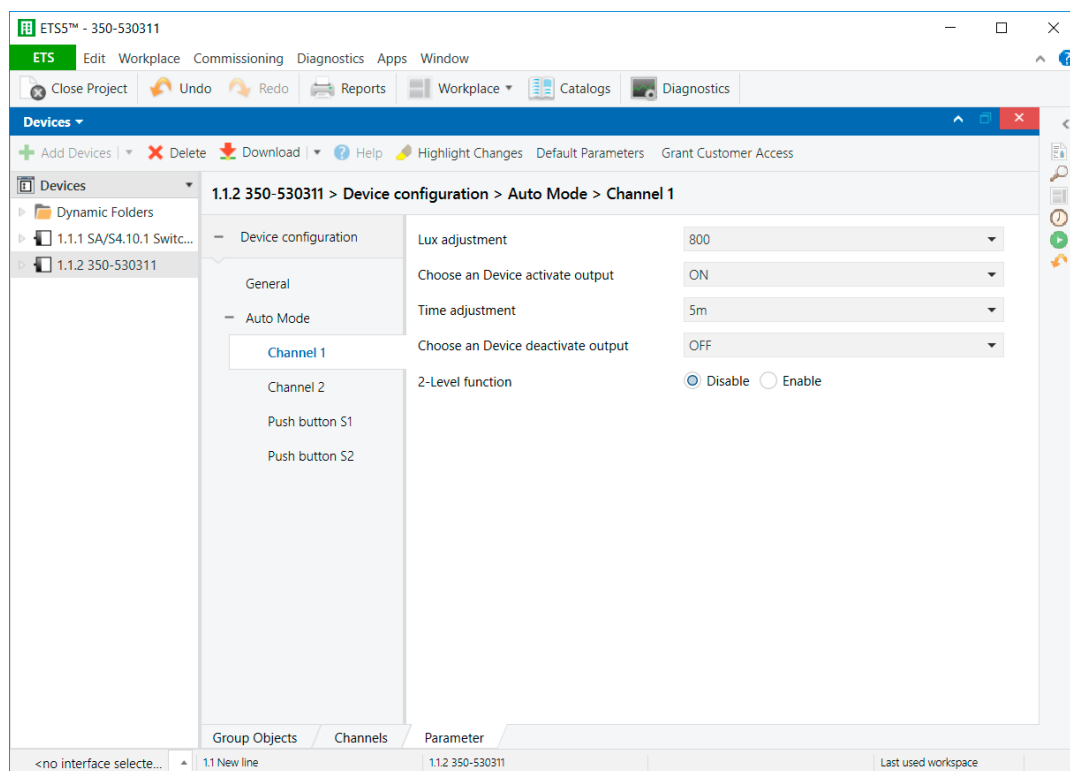 ETS5™ - 350-530311
ETS Edit Workplace Commissioning Diagnostics Apps Window
Close Project Undo Redo Reports Workplace Catalogs Diagnostics
Devices
Add Devices Delete Download Help Highlight Changes Default Parameters Grant Customer Access
Devices
Dynamic Folders
1.1.1 SA/S4.10.1 Switc...
1.1.2 350-530311
1.1.2 350-530311 > Device configuration > Auto Mode > Channel 1
Device configuration
General
Auto Mode
Channel 1
Channel 2
Push button S1
Push button S2
Lux adjustment 800
Choose an Device activate output ON
Time adjustment 5m
Choose an Device deactivate output OFF
2-Level function Disable Enable
Group Objects Channels Parameter
<no interface selecte... 1.1 New line 1.1.2 350-530311 Last used workspace